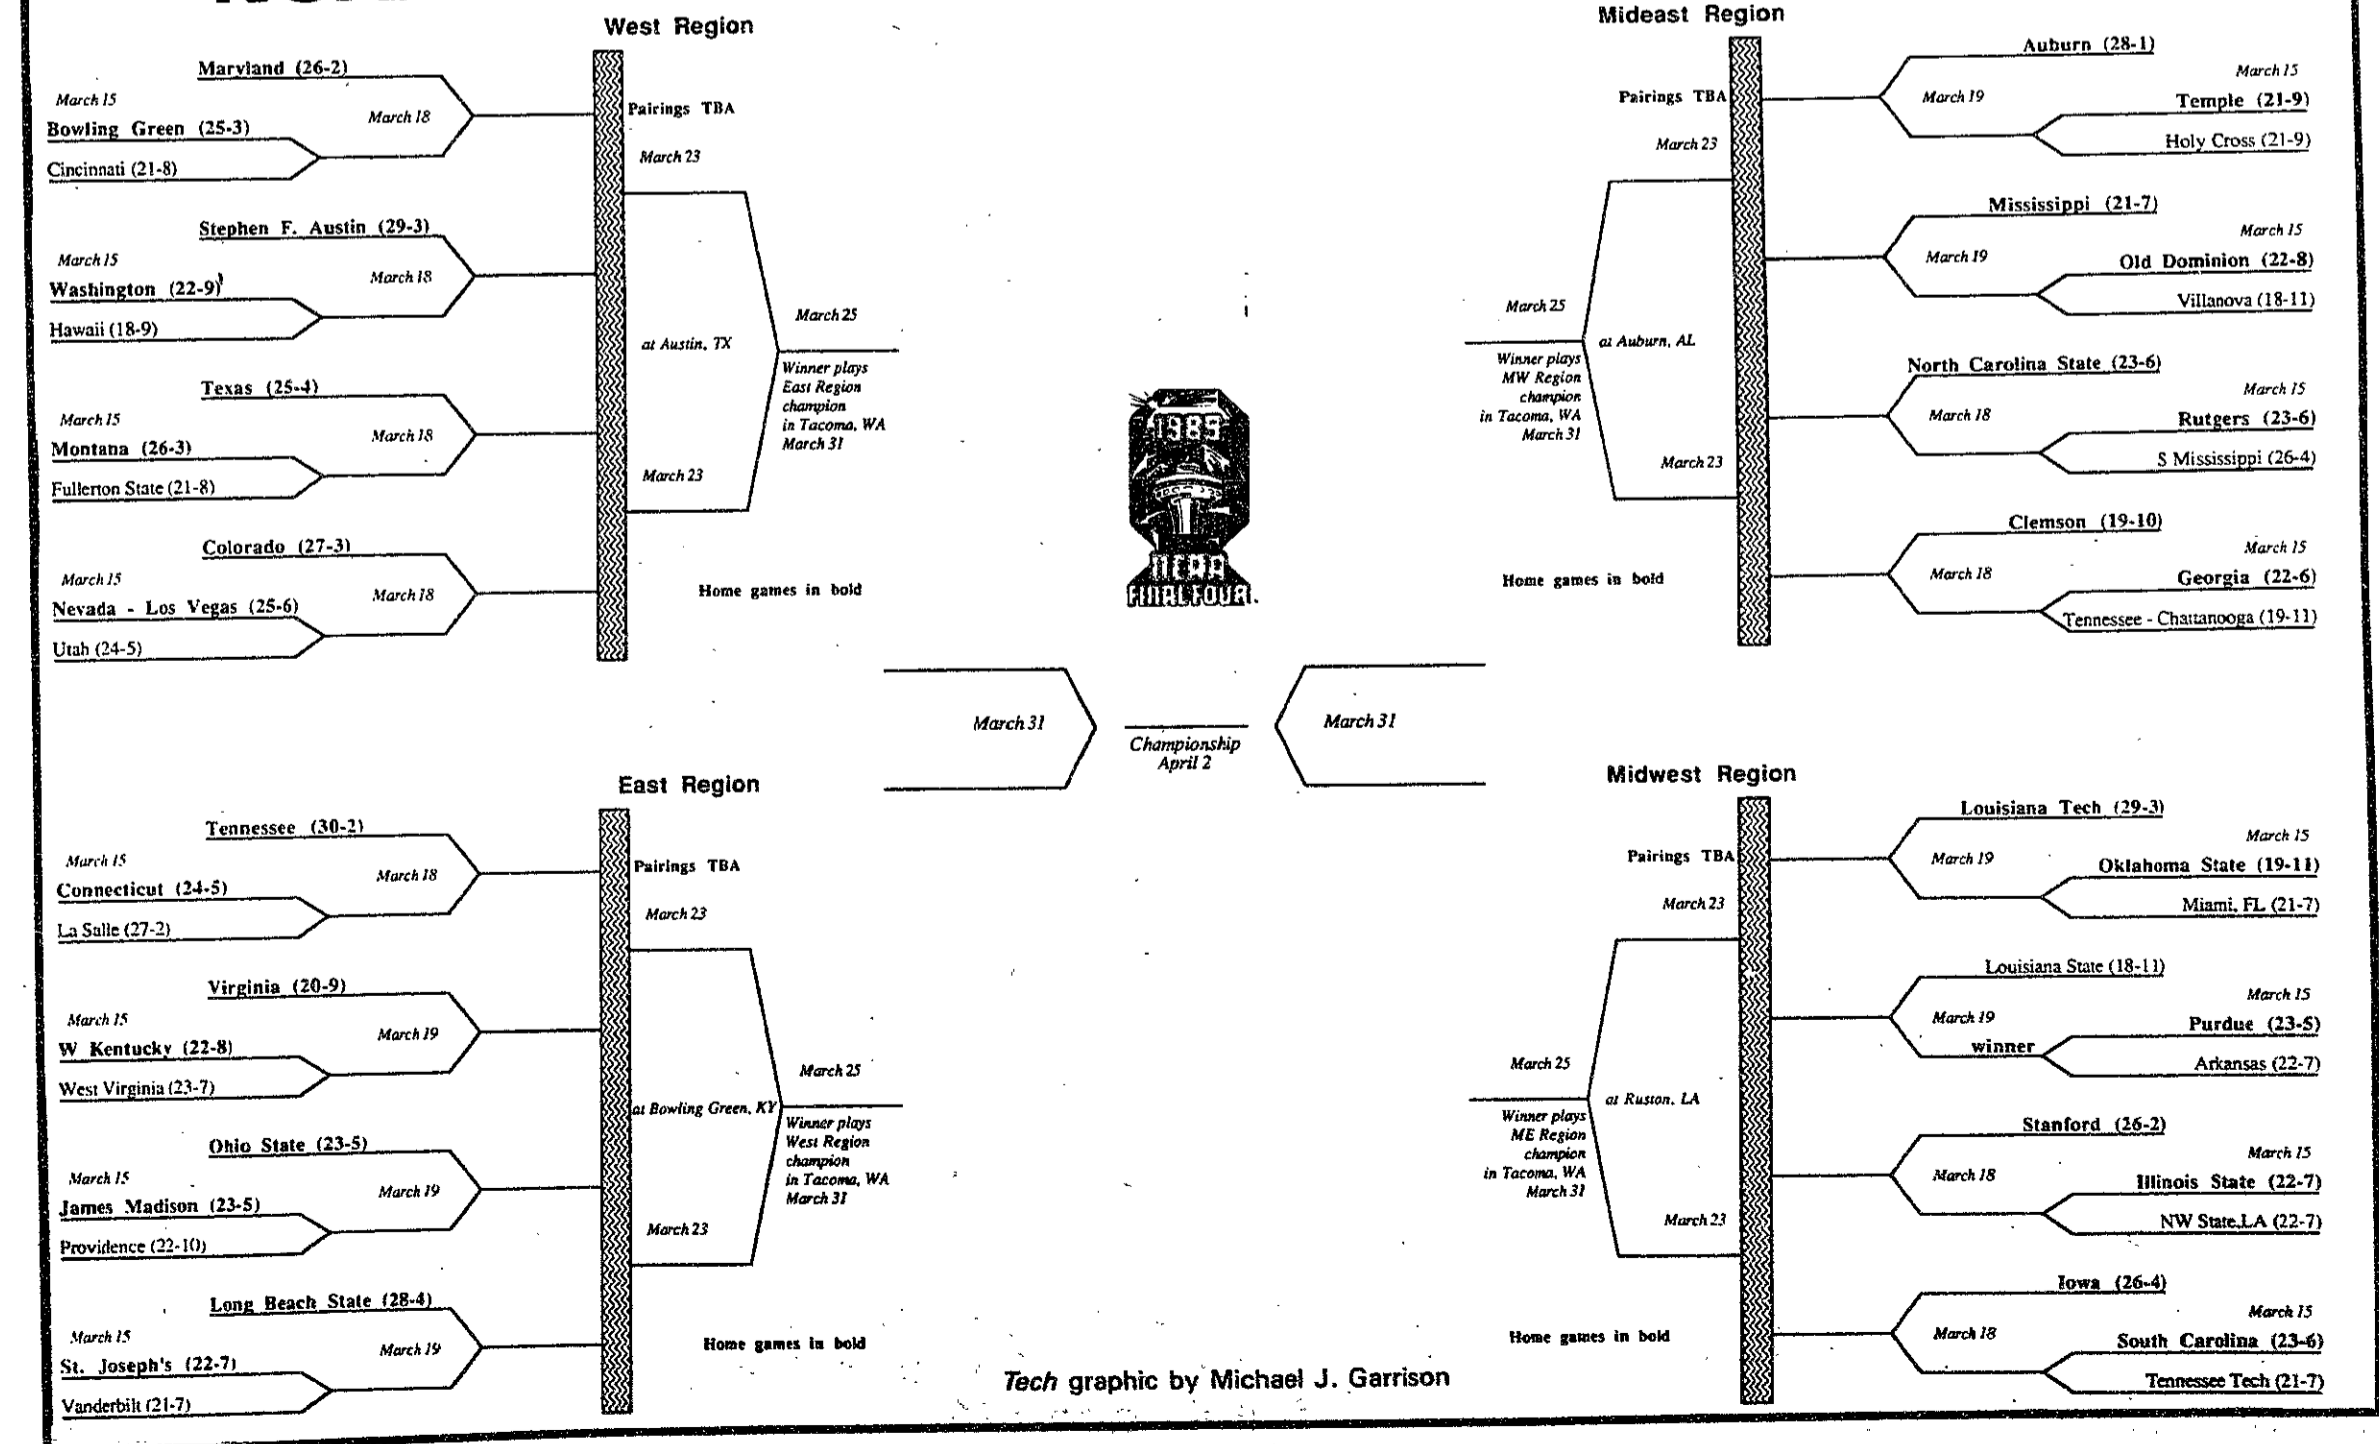 West Region
Maryland (26-2)
March 15
Bowling Green (25-3)
March 18
Cincinnati (21-8)
Pairings TBA
March 23
Stephen F. Austin (29-3)
March 15
Washington (22-9)
March 18
Hawaii (18-9)
at Austin, TX
March 25
Winner plays
East Region
champion
in Tacoma, WA
March 31
Texas (25-4)
March 15
Montana (26-3)
March 18
Fullerton State (21-8)
March 23
Colorado (27-3)
March 15
Nevada - Los Vegas (25-6)
March 18
Utah (24-5)
Home games in bold
Mideast Region
Auburn (28-1)
March 15
Pairings TBA
March 19
Temple (21-9)
Holy Cross (21-9)
March 23
Mississippi (21-7)
March 15
March 19
Old Dominion (22-8)
Villanova (18-11)
March 25
at Auburn, AL
Winner plays
MW Region
champion
in Tacoma, WA
March 31
North Carolina State (23-6)
March 15
March 18
Rutgers (23-6)
S Mississippi (26-4)
March 23
Clemson (19-10)
March 15
March 18
Georgia (22-6)
Tennessee - Chattanooga (19-11)
Home games in bold
1989
NCAA
FINAL FOUR
March 31
Championship
April 2
March 31
East Region
Tennessee (30-2)
March 15
Connecticut (24-5)
March 18
La Salle (27-2)
Pairings TBA
March 23
Virginia (20-9)
March 15
W Kentucky (22-8)
March 19
West Virginia (23-7)
at Bowling Green, KY
March 25
Winner plays
West Region
champion
in Tacoma, WA
March 31
Ohio State (23-5)
March 15
James Madison (23-5)
March 19
Providence (22-10)
March 23
Long Beach State (28-4)
March 15
St. Joseph's (22-7)
March 19
Vanderbilt (21-7)
Home games in bold
Midwest Region
Louisiana Tech (29-3)
March 15
Pairings TBA
March 19
Oklahoma State (19-11)
Miami, FL (21-7)
March 23
Louisiana State (18-11)
March 15
March 19
Purdue (23-5)
winner
Arkansas (22-7)
March 25
at Ruston, LA
Winner plays
ME Region
champion
in Tacoma, WA
March 31
Stanford (26-2)
March 15
March 18
Illinois State (22-7)
NW State,LA (22-7)
March 23
Iowa (26-4)
March 15
March 18
South Carolina (23-6)
Tennessee Tech (21-7)
Home games in bold
Tech graphic by Michael J. Garrison